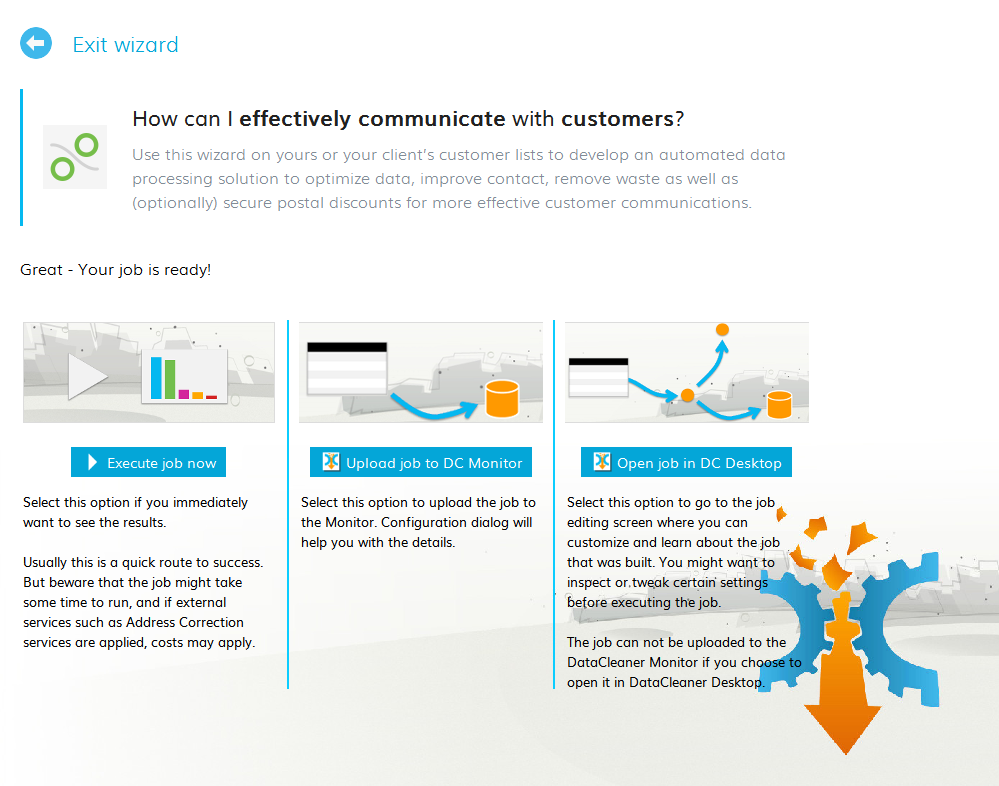 Exit wizard
How can I effectively communicate with customers?
Use this wizard on yours or your client's customer lists to develop an automated data
processing solution to optimize data, improve contact, remove waste as well as
(optionally) secure postal discounts for more effective customer communications.
Great - Your job is ready!
Execute job now
Select this option if you immediately
want to see the results.
Usually this is a quick route to success.
But beware that the job might take
some time to run, and if external
services such as Address Correction
services are applied, costs may apply.
Upload job to DC Monitor
Select this option to upload the job to
the Monitor. Configuration dialog will
help you with the details.
Open job in DC Desktop
Select this option to go to the job
editing screen where you can
customize and learn about the job
that was built. You might want to
inspect or tweak certain settings
before executing the job.
The job can not be uploaded to the
DataCleaner Monitor if you choose to
open it in DataCleaner Desktop.